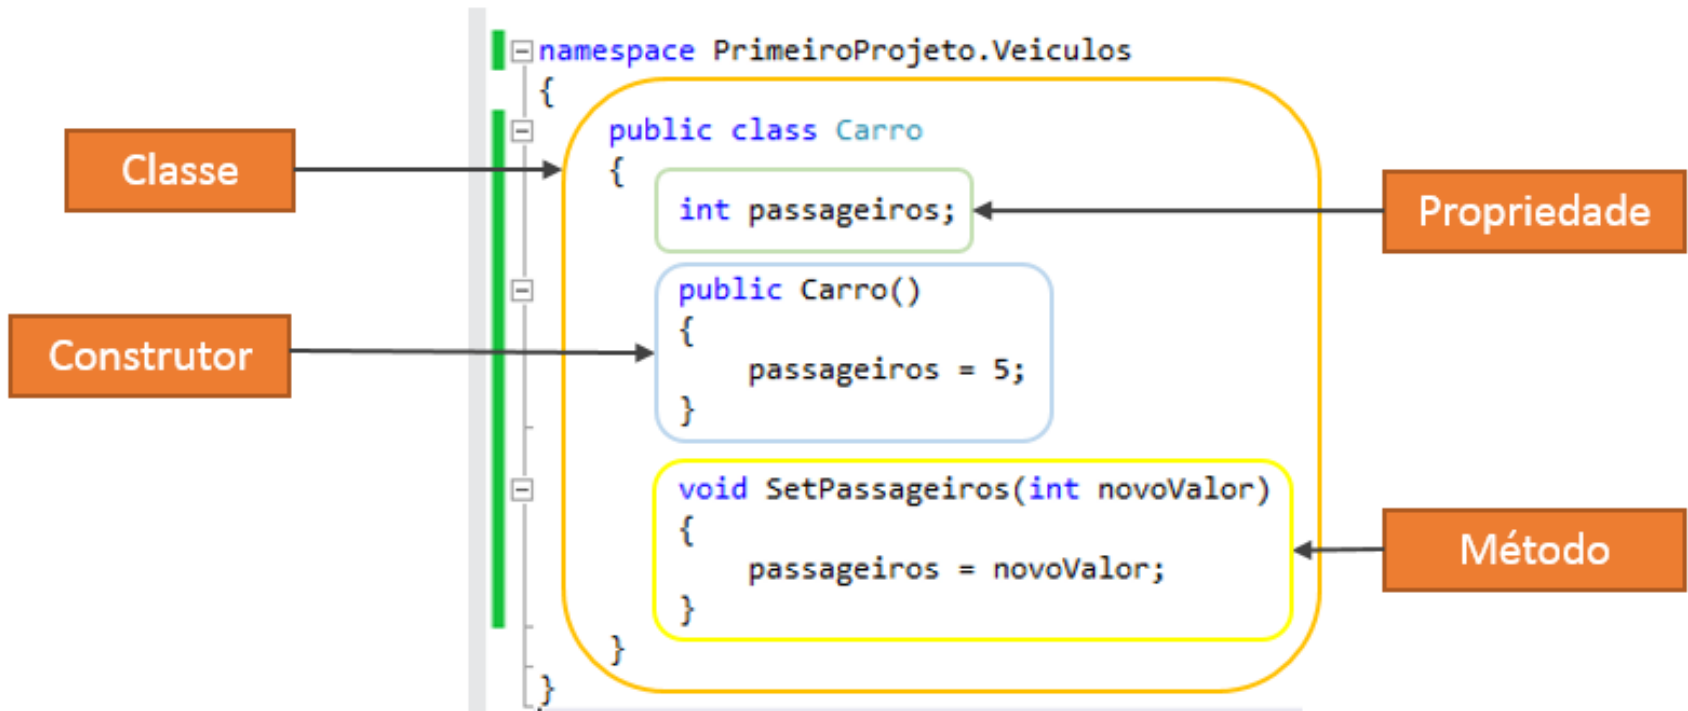 namespace PrimeiroProjeto.Veiculos
{
public class Carro
Classe
{
int passageiros;
Propriedade
public Carro()
{
Construtor
passageiros = 5;
}
void SetPassageiros(int novoValor)
{
Método
passageiros = novoValor;
}
}
}